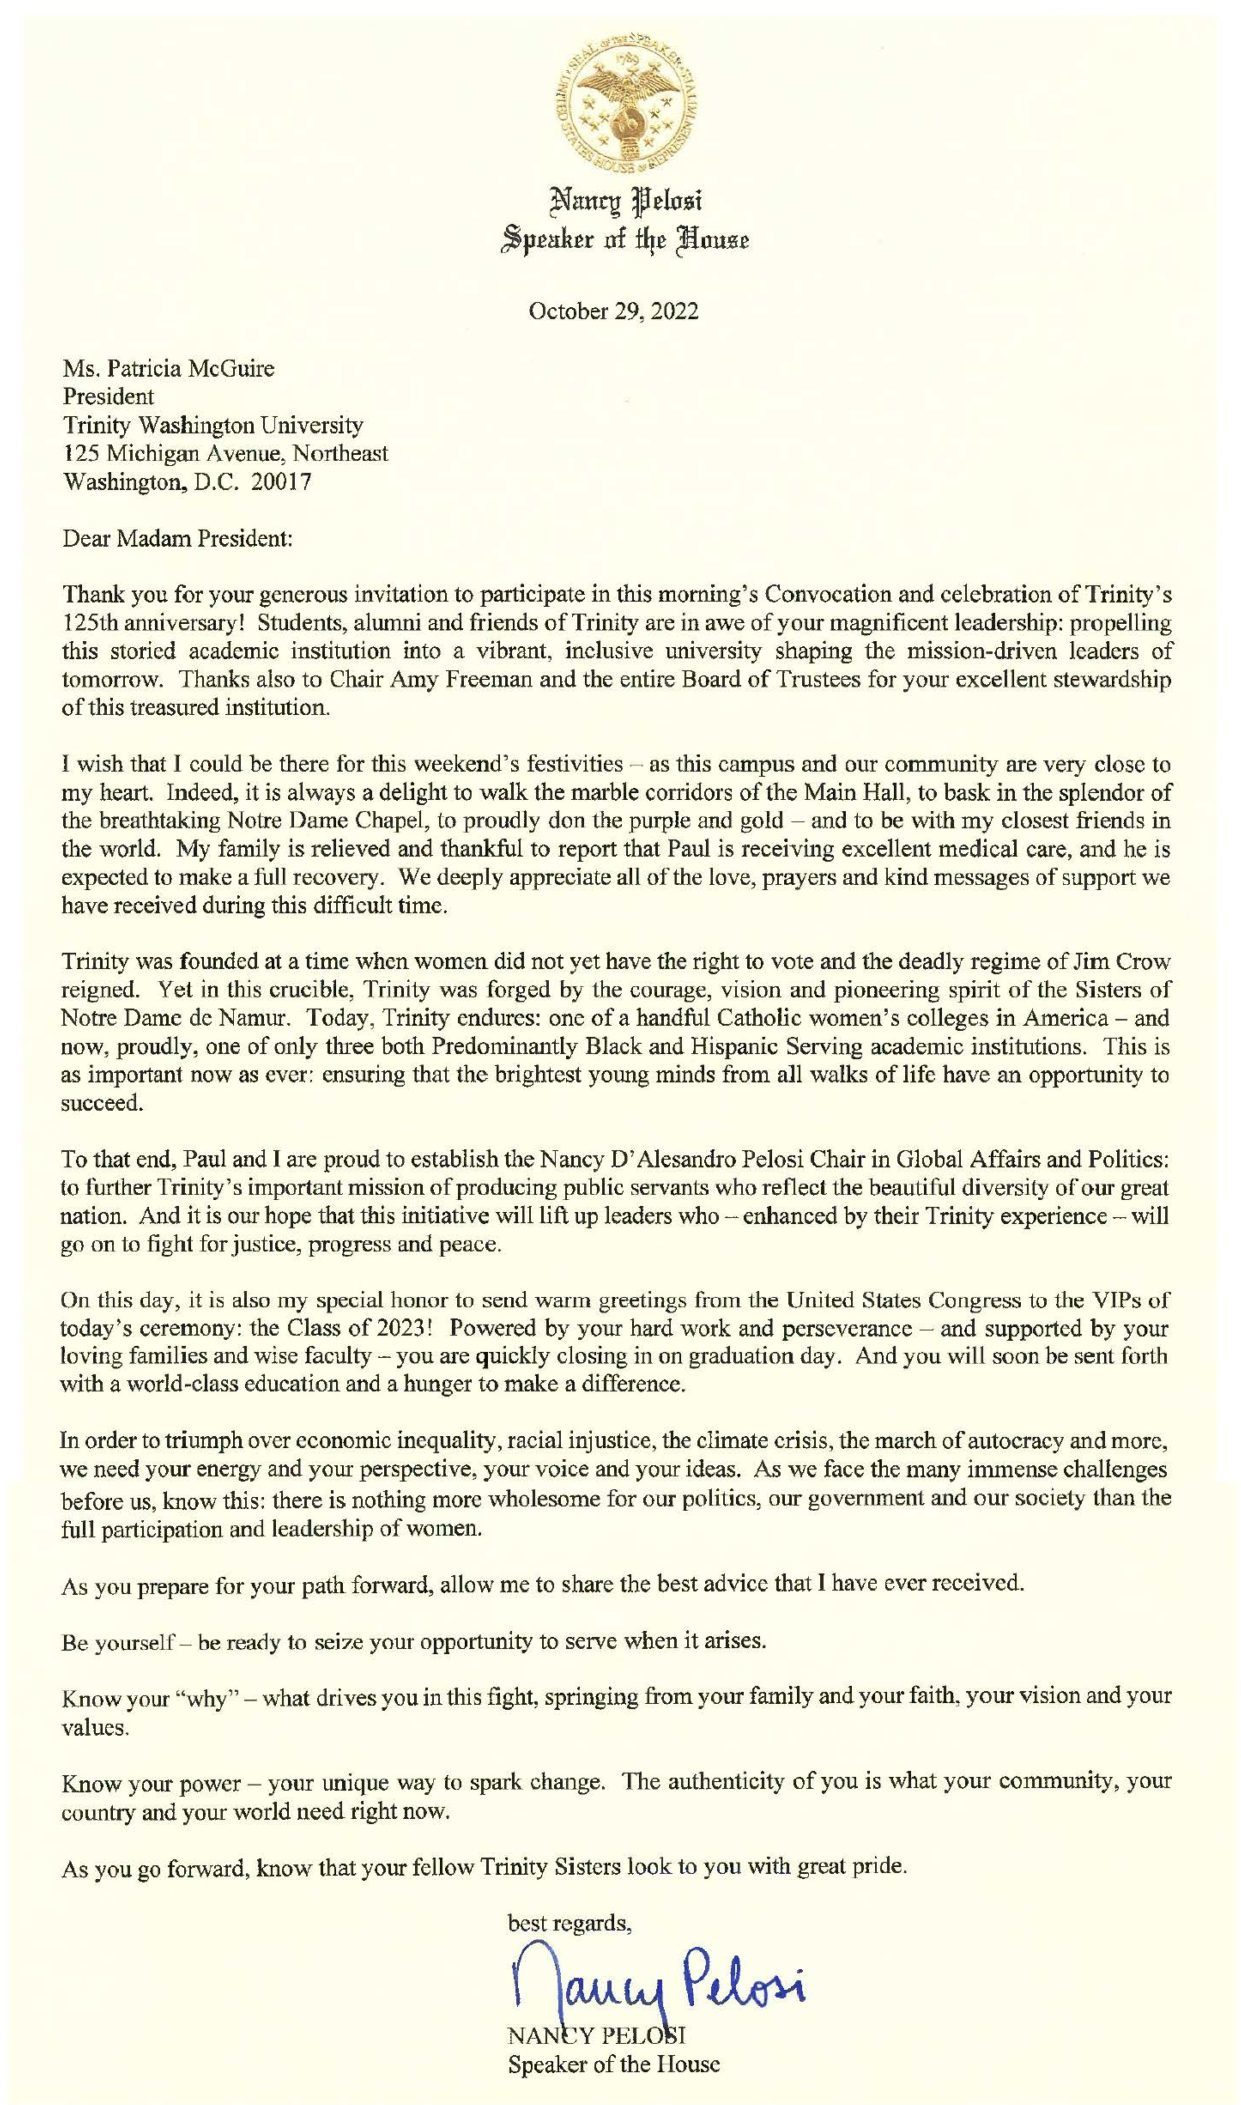 UNITED STATES HOUSE OF REPRESENTATIVES
SEAL OF THE SPEAKER
1789
Nancy Pelosi
Speaker of the House
October 29, 2022
Ms. Patricia McGuire
President
Trinity Washington University
125 Michigan Avenue, Northeast
Washington, D.C. 20017
Dear Madam President:
Thank you for your generous invitation to participate in this morning's Convocation and celebration of Trinity's
125th anniversary! Students, alumni and friends of Trinity are in awe of your magnificent leadership: propelling
this storied academic institution into a vibrant, inclusive university shaping the mission-driven leaders of
tomorrow. Thanks also to Chair Amy Freeman and the entire Board of Trustees for your excellent stewardship
of this treasured institution.
I wish that I could be there for this weekend's festivities – as this campus and our community are very close to
my heart. Indeed, it is always a delight to walk the marble corridors of the Main Hall, to bask in the splendor of
the breathtaking Notre Dame Chapel, to proudly don the purple and gold – and to be with my closest friends in
the world. My family is relieved and thankful to report that Paul is receiving excellent medical care, and he is
expected to make a full recovery. We deeply appreciate all of the love, prayers and kind messages of support we
have received during this difficult time.
Trinity was founded at a time when women did not yet have the right to vote and the deadly regime of Jim Crow
reigned. Yet in this crucible, Trinity was forged by the courage, vision and pioneering spirit of the Sisters of
Notre Dame de Namur. Today, Trinity endures: one of a handful Catholic women's colleges in America – and
now, proudly, one of only three both Predominantly Black and Hispanic Serving academic institutions. This is
as important now as ever: ensuring that the brightest young minds from all walks of life have an opportunity to
succeed.
To that end, Paul and I are proud to establish the Nancy D'Alesandro Pelosi Chair in Global Affairs and Politics:
to further Trinity's important mission of producing public servants who reflect the beautiful diversity of our great
nation. And it is our hope that this initiative will lift up leaders who – enhanced by their Trinity experience – will
go on to fight for justice, progress and peace.
On this day, it is also my special honor to send warm greetings from the United States Congress to the VIPs of
today's ceremony: the Class of 2023! Powered by your hard work and perseverance – and supported by your
loving families and wise faculty – you are quickly closing in on graduation day. And you will soon be sent forth
with a world-class education and a hunger to make a difference.
In order to triumph over economic inequality, racial injustice, the climate crisis, the march of autocracy and more,
we need your energy and your perspective, your voice and your ideas. As we face the many immense challenges
before us, know this: there is nothing more wholesome for our politics, our government and our society than the
full participation and leadership of women.
As you prepare for your path forward, allow me to share the best advice that I have ever received.
Be yourself – be ready to seize your opportunity to serve when it arises.
Know your “why” – what drives you in this fight, springing from your family and your faith, your vision and your
values.
Know your power – your unique way to spark change. The authenticity of you is what your community, your
country and your world need right now.
As you go forward, know that your fellow Trinity Sisters look to you with great pride.
best regards,
Nancy Pelosi
NANCY PELOSI
Speaker of the House